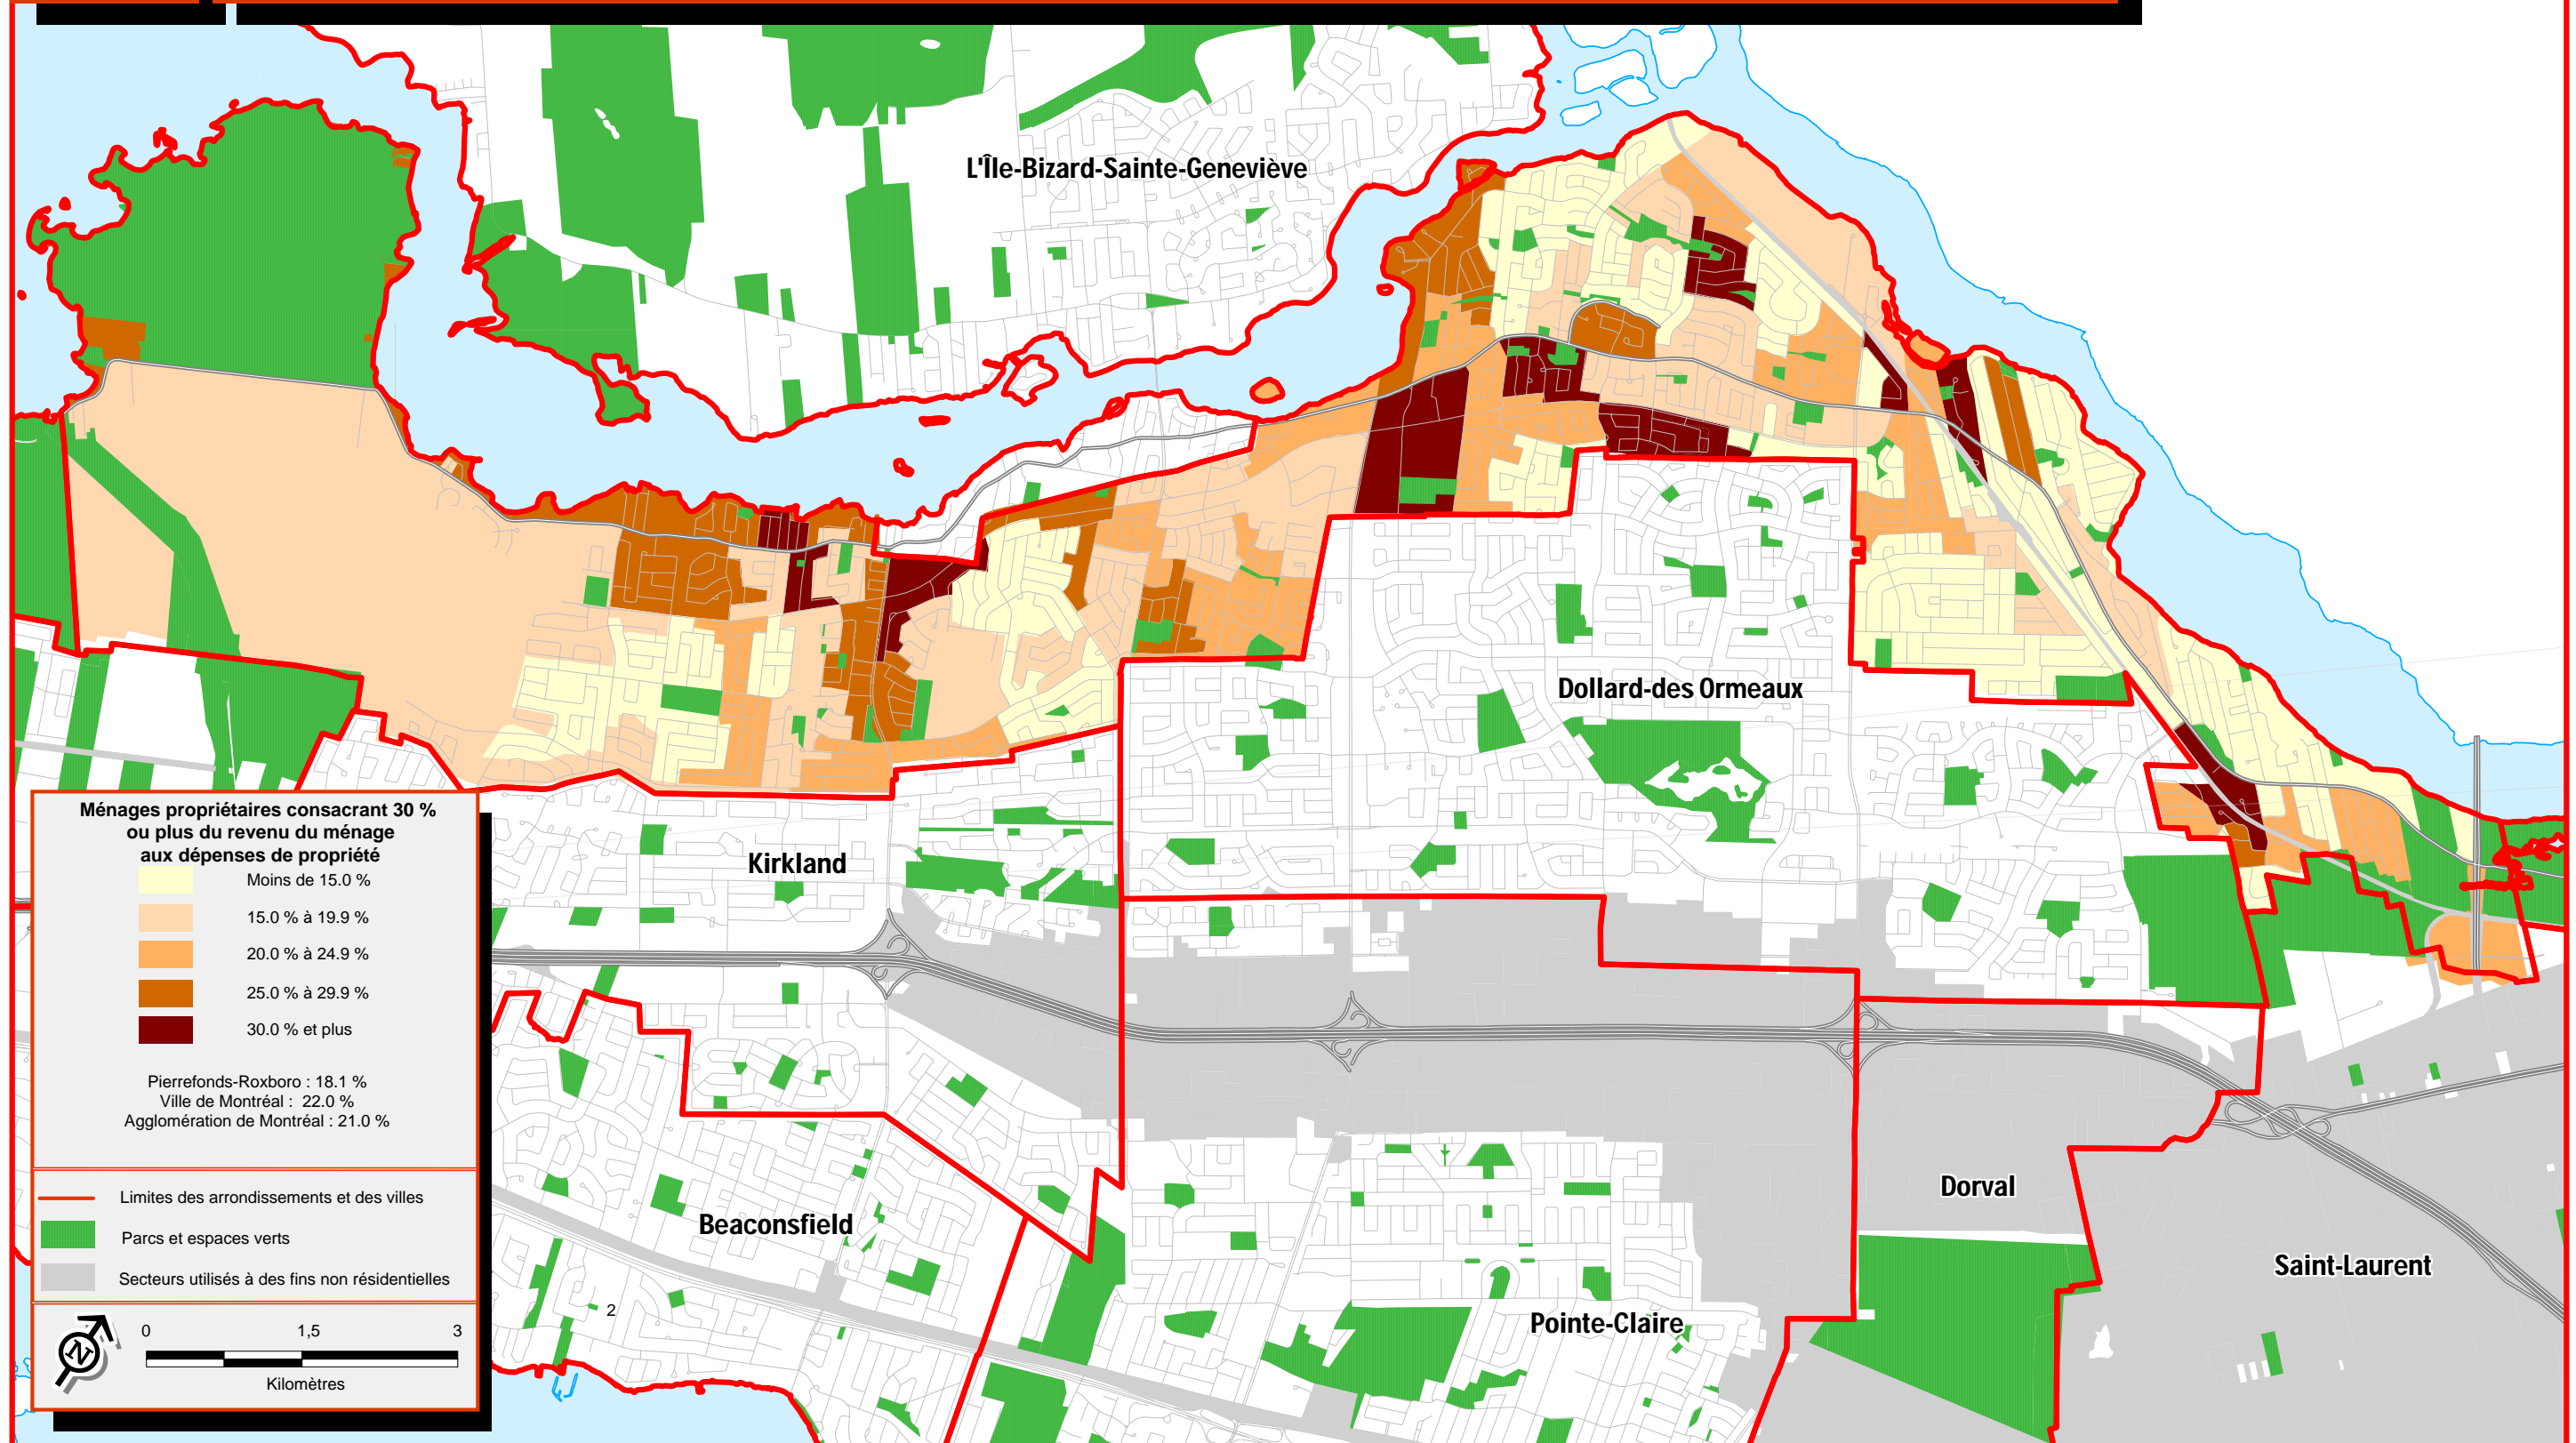 L'Île-Bizard-Sainte-Geneviève
Dollard-des Ormeaux
Kirkland
Beaconsfield
Pointe-Claire
Dorval
Saint-Laurent
2
Ménages propriétaires consacrant 30 %
ou plus du revenu du ménage
aux dépenses de propriété
Moins de 15.0 %
15.0 % à 19.9 %
20.0 % à 24.9 %
25.0 % à 29.9 %
30.0 % et plus
Pierrefonds-Roxboro : 18.1 %
Ville de Montréal : 22.0 %
Agglomération de Montréal : 21.0 %
Limites des arrondissements et des villes
Parcs et espaces verts
Secteurs utilisés à des fins non résidentielles
N
0 1,5 3
Kilomètres